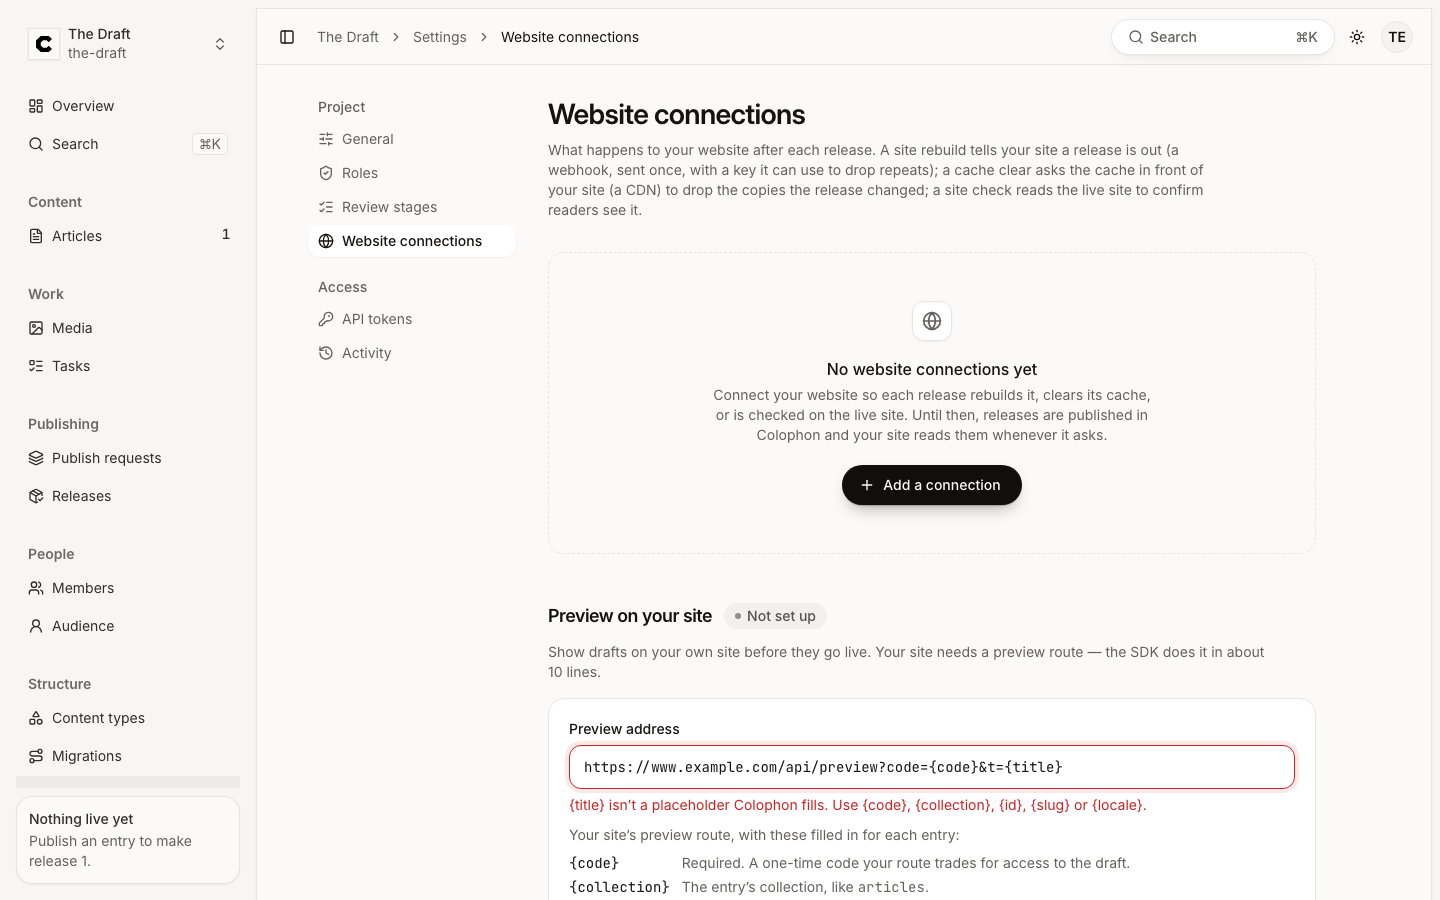 The Draft
the-draft
Overview
Search ⌘K
Content
Articles 1
Work
Media
Tasks
Publishing
Publish requests
Releases
People
Members
Audience
Structure
Content types
Migrations
Nothing live yet
Publish an entry to make
release 1.
The Draft > Settings > Website connections
Search ⌘K
TE
Project
General
Roles
Review stages
Website connections
Access
API tokens
Activity
Website connections
What happens to your website after each release. A site rebuild tells your site a release is out (a
webhook, sent once, with a key it can use to drop repeats); a cache clear asks the cache in front of
your site (a CDN) to drop the copies the release changed; a site check reads the live site to confirm
readers see it.
No website connections yet
Connect your website so each release rebuilds it, clears its cache,
or is checked on the live site. Until then, releases are published in
Colophon and your site reads them whenever it asks.
+ Add a connection
Preview on your site
Not set up
Show drafts on your own site before they go live. Your site needs a preview route — the SDK does it in about
10 lines.
Preview address
https://www.example.com/api/preview?code={code}&t={title}
{title} isn’t a placeholder Colophon fills. Use {code}, {collection}, {id}, {slug} or {locale}.
Your site’s preview route, with these filled in for each entry:
{code} Required. A one-time code your route trades for access to the draft.
{collection} The entry’s collection, like articles.